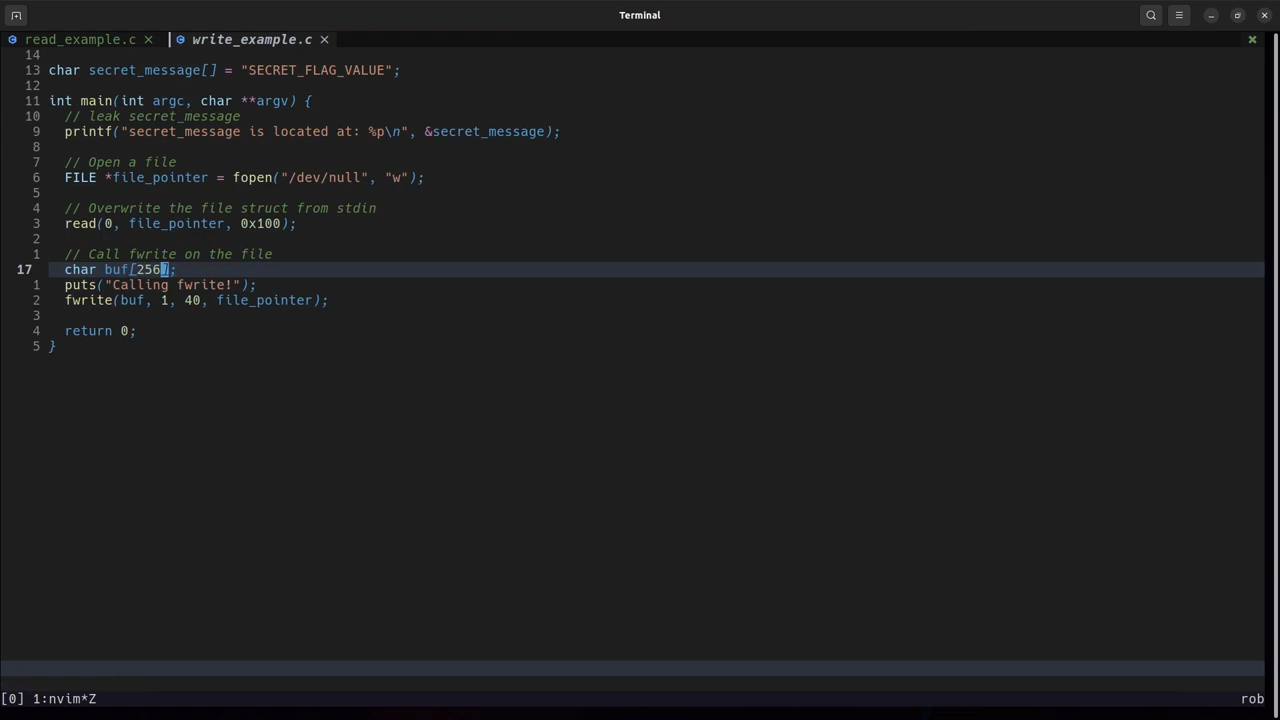 Terminal
read_example.c × write_example.c × ×
14
13 char secret_message[] = "SECRET_FLAG_VALUE";
12
11 int main(int argc, char **argv) {
10 // leak secret_message
9 printf("secret_message is located at: %p\n", &secret_message);
8
7 // Open a file
6 FILE *file_pointer = fopen("/dev/null", "w");
5
4 // Overwrite the file struct from stdin
3 read(0, file_pointer, 0x100);
2
1 // Call fwrite on the file
17 char buf[256];
1 puts("Calling fwrite!");
2 fwrite(buf, 1, 40, file_pointer);
3
4 return 0;
5 }
[0] 1:nvim*Z rob